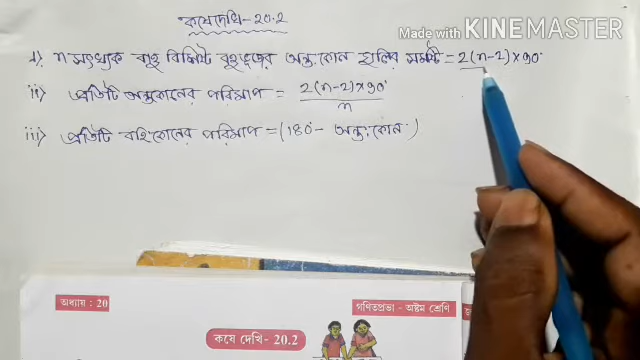 Made with KINEMASTER
কষে দেখি - 20.2
i) n সংখ্যক বাহু বিশিষ্ট বহুভুজের অন্ত:কোন গুলির সমষ্টি = 2(n-2)×90°
ii) প্রতিটি অন্তকোনের পরিমাপ = 2(n-2)×90° / n
iii) প্রতিটি বহি:কোনের পরিমাপ = (180° - অন্ত:কোন)
অধ্যায় : 20
গণিতপ্রভা - অষ্টম শ্রেণি
কষে দেখি - 20.2